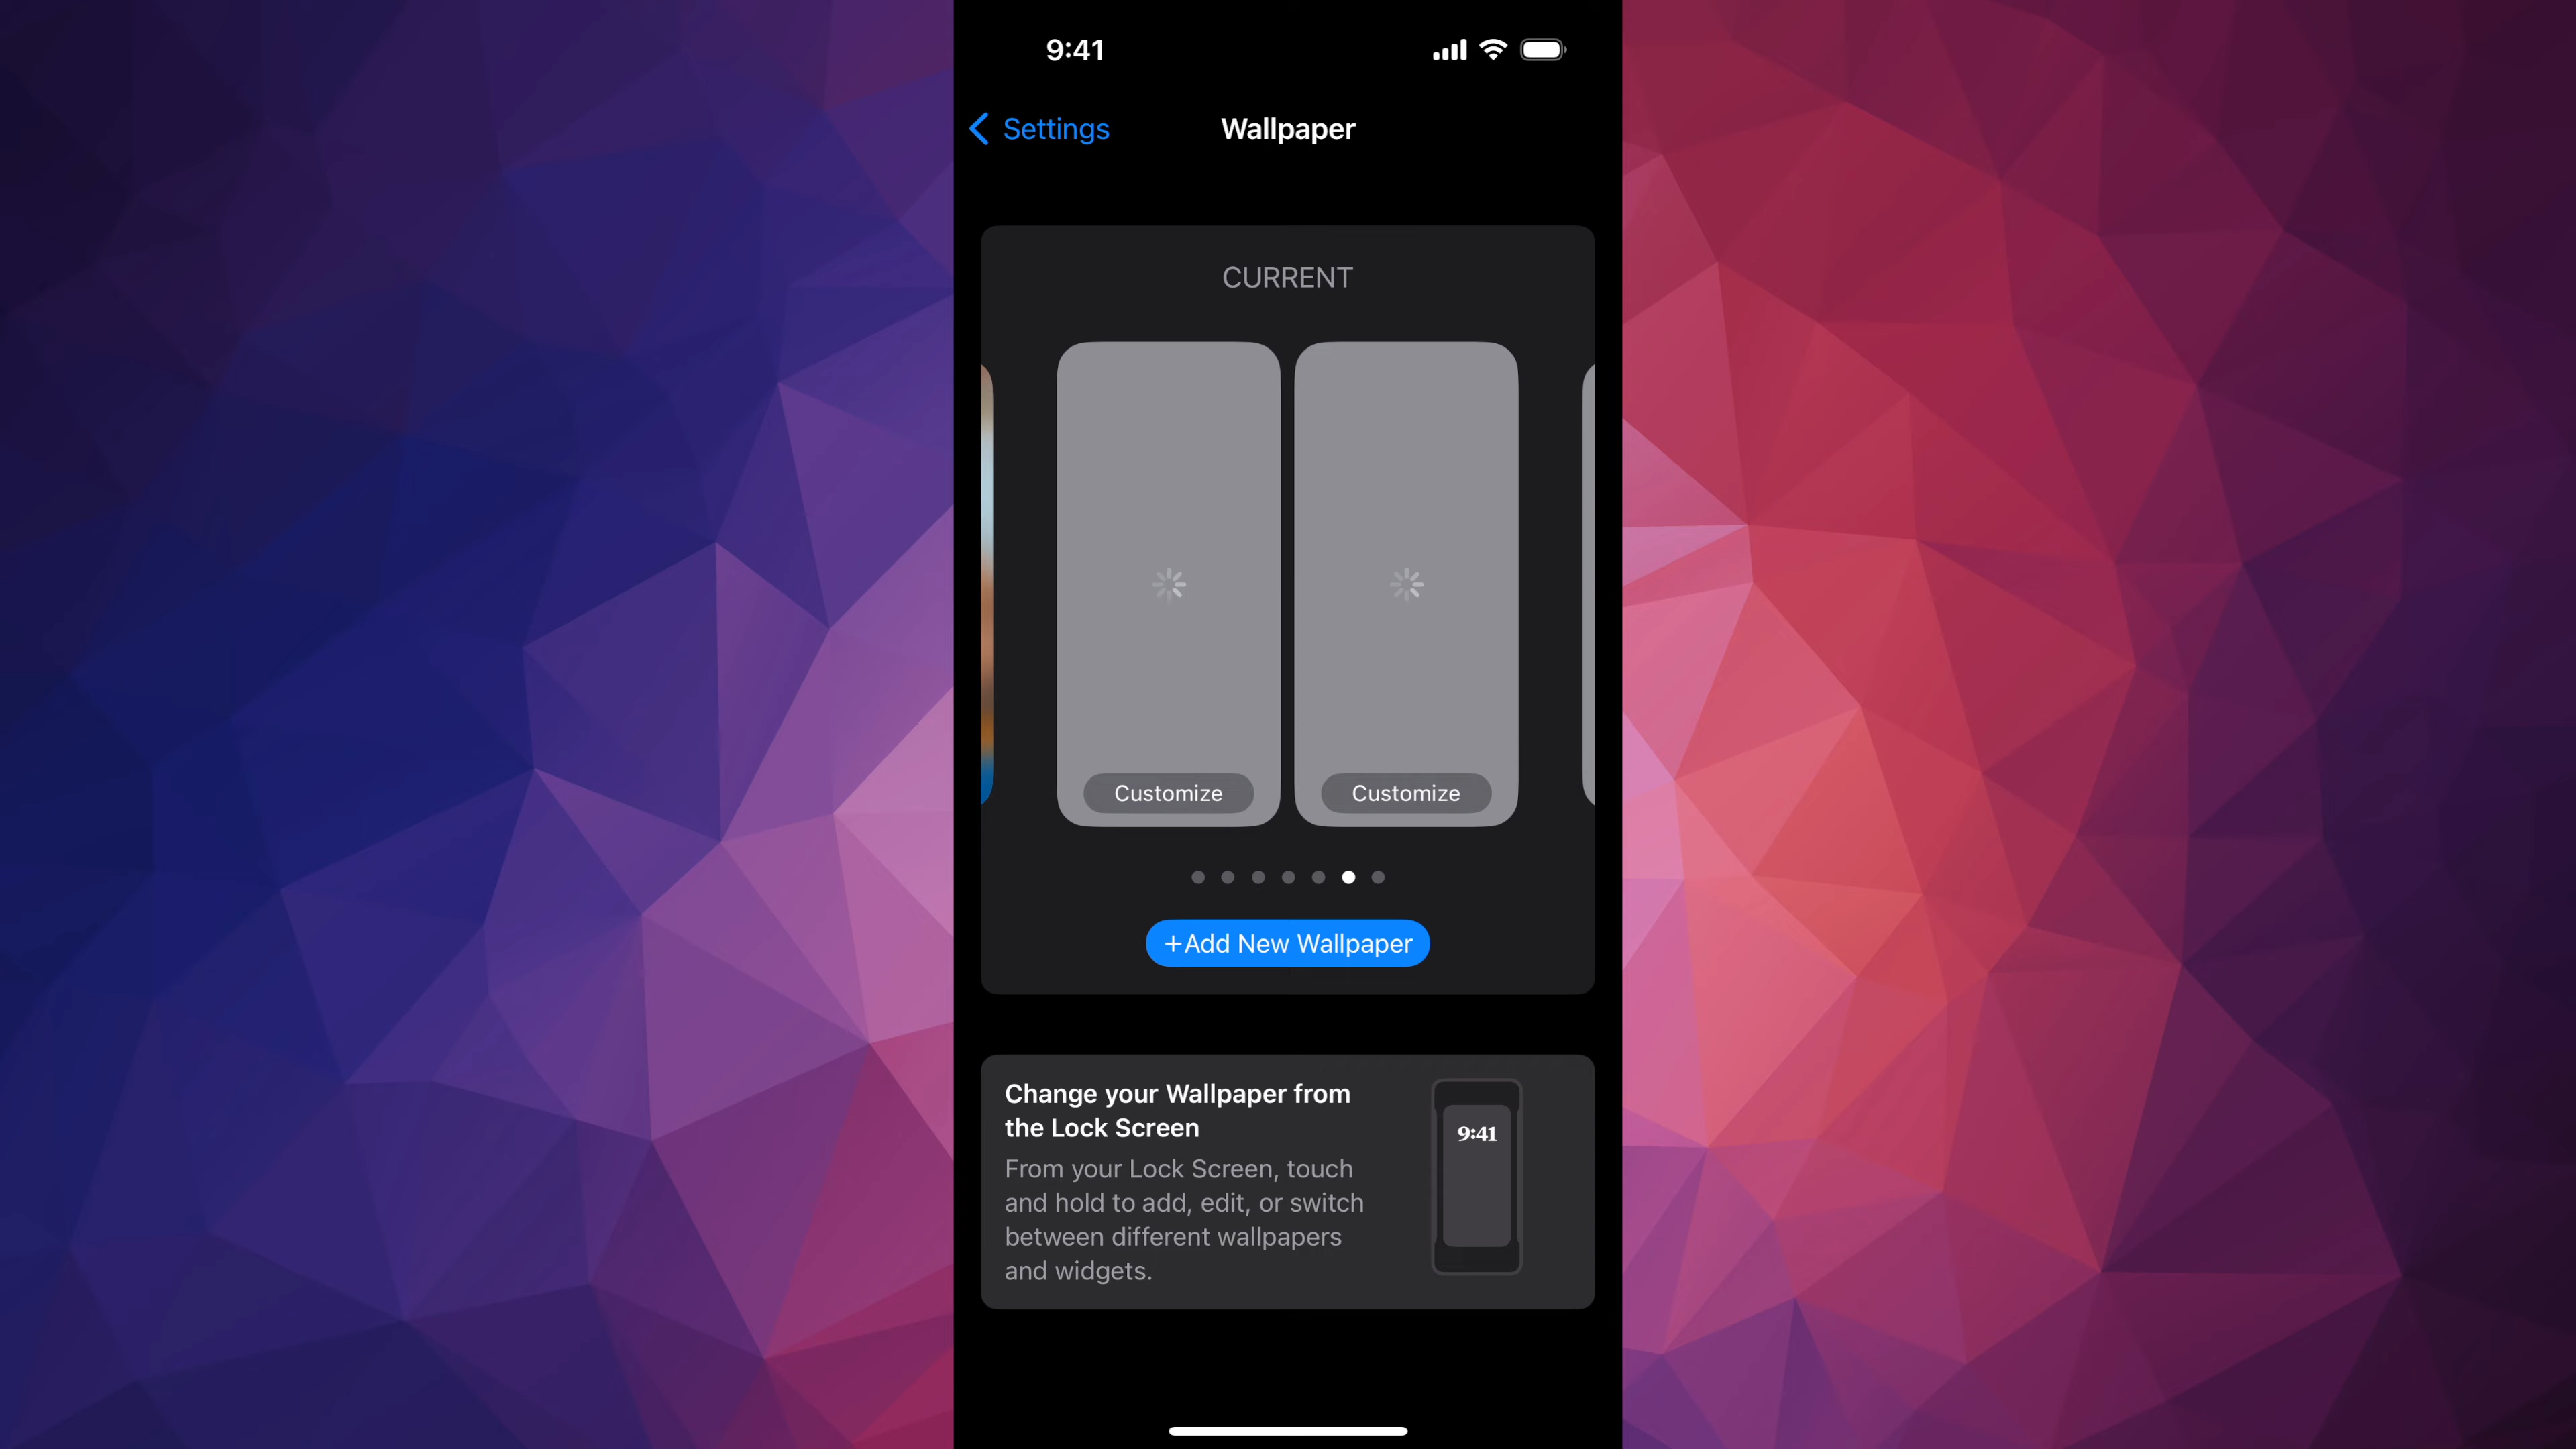 9:41
Settings
Wallpaper
CURRENT
Customize
Customize
+Add New Wallpaper
Change your Wallpaper from
the Lock Screen
From your Lock Screen, touch
and hold to add, edit, or switch
between different wallpapers
and widgets.
9:41